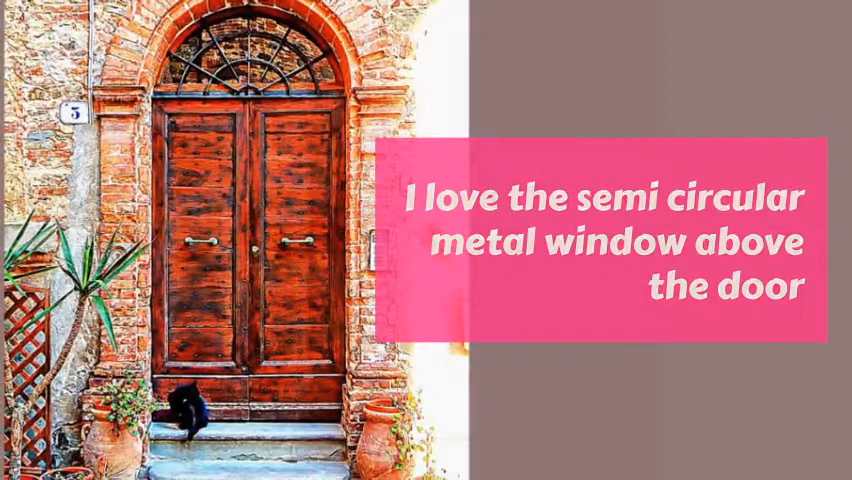 5
I love the semi circular
metal window above
the door